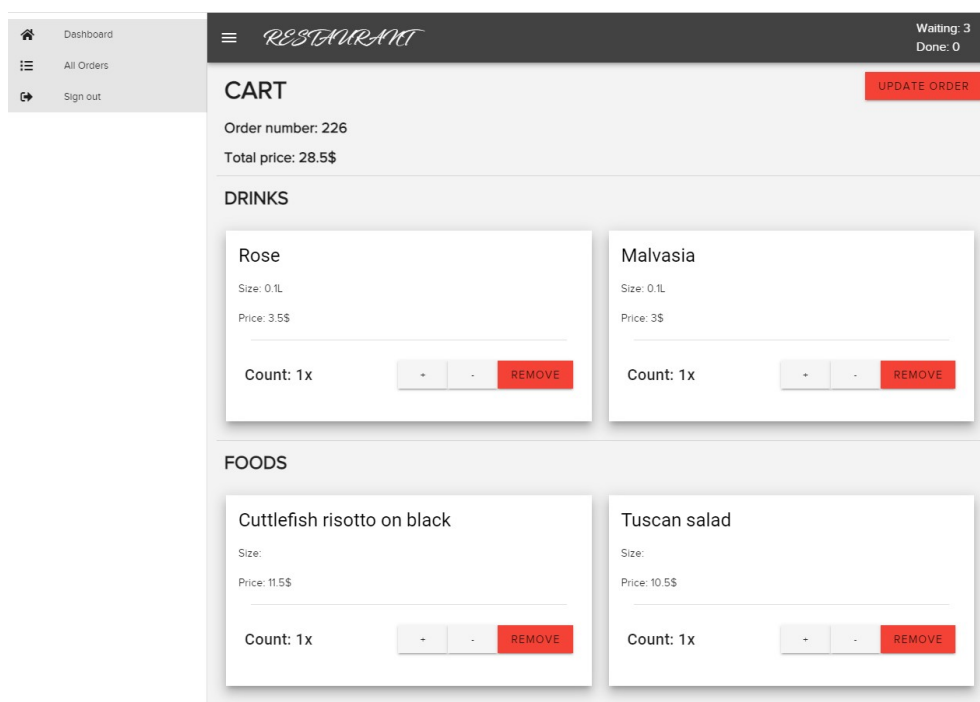 Dashboard
All Orders
Sign out
RESTAURANT
Waiting: 3
Done: 0
CART
UPDATE ORDER
Order number: 226
Total price: 28.5$
DRINKS
Rose
Size: 0.1L
Price: 3.5$
Count: 1x + - REMOVE
Malvasia
Size: 0.1L
Price: 3$
Count: 1x + - REMOVE
FOODS
Cuttlefish risotto on black
Size:
Price: 11.5$
Count: 1x + - REMOVE
Tuscan salad
Size:
Price: 10.5$
Count: 1x + - REMOVE